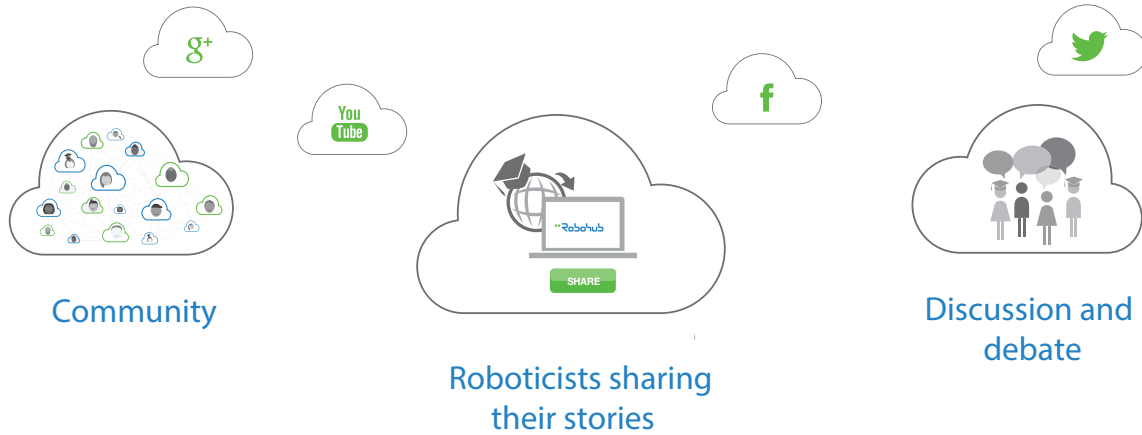 g+
You
Tube
f
Robohub
SHARE
Community
Roboticists sharing
their stories
Discussion and
debate